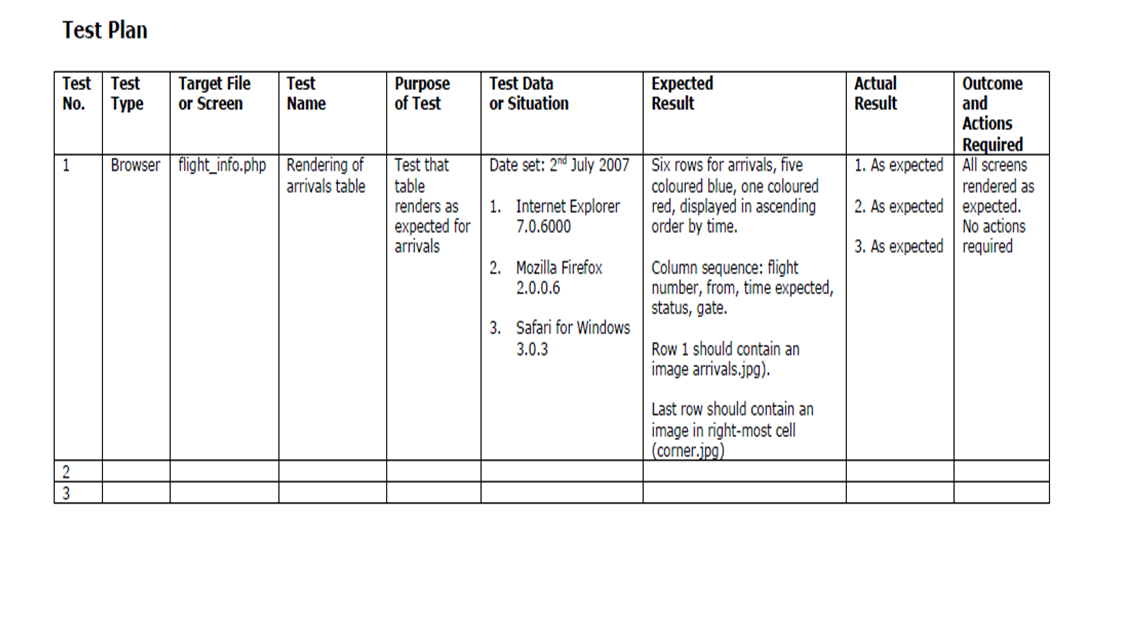 Test Plan
Test No.
Test Type
Target File or Screen
Test Name
Purpose of Test
Test Data or Situation
Expected Result
Actual Result
Outcome and Actions Required
1
Browser
flight_info.php
Rendering of
arrivals table
Test that
table
renders as
expected for
arrivals
Date set: 2nd July 2007
1. Internet Explorer
7.0.6000
2. Mozilla Firefox
2.0.0.6
3. Safari for Windows
3.0.3
Six rows for arrivals, five
coloured blue, one coloured
red, displayed in ascending
order by time.
Column sequence: flight
number, from, time expected,
status, gate.
Row 1 should contain an
image arrivals.jpg).
Last row should contain an
image in right-most cell
(corner.jpg)
1. As expected
2. As expected
3. As expected
All screens
rendered as
expected.
No actions
required
2
3